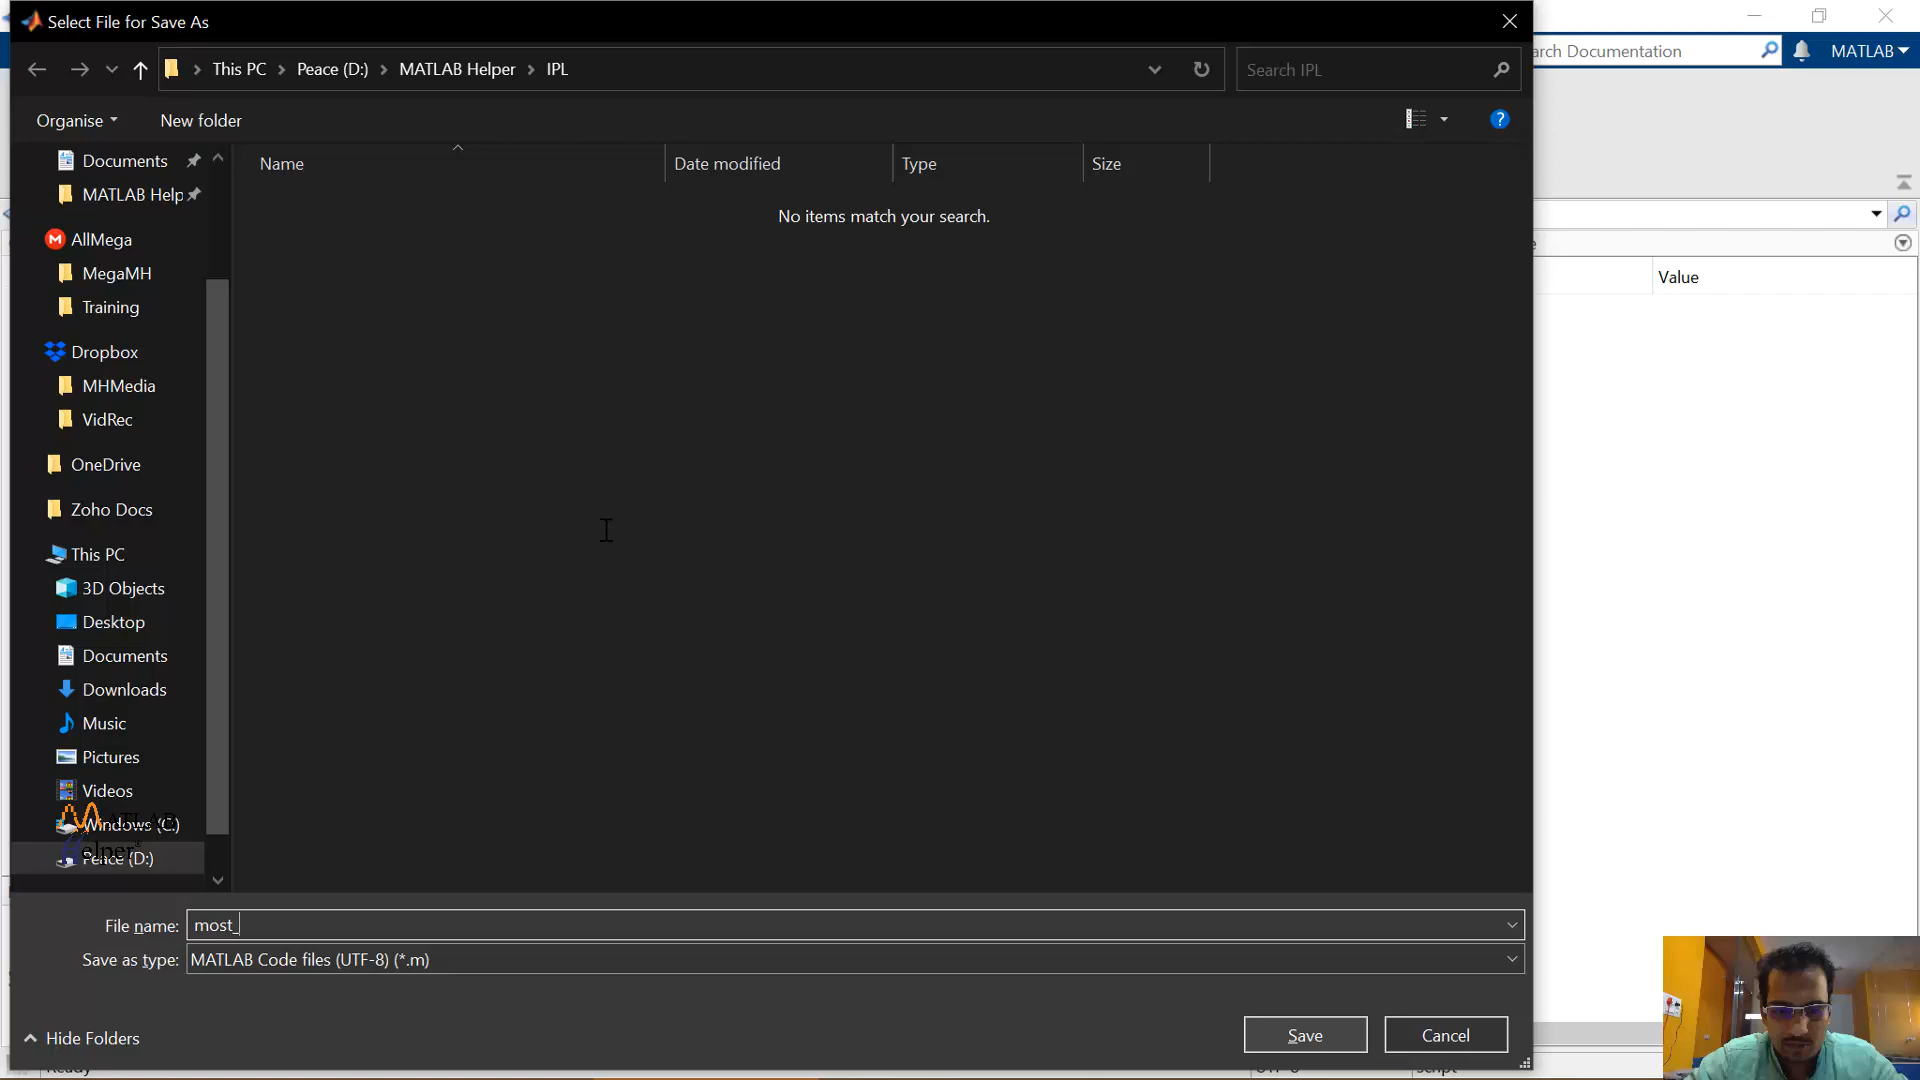 Select File for Save As
This PC
Peace (D:)
MATLAB Helper
IPL
Search IPL
arch Documentation
MATLAB
Organise
New folder
Name
Date modified
Type
Size
No items match your search.
Documents
MATLAB Help
AllMega
MegaMH
Training
Dropbox
MHMedia
VidRec
OneDrive
Zoho Docs
This PC
3D Objects
Desktop
Documents
Downloads
Music
Pictures
Videos
Windows (C:)
Peace (D:)
MATLAB
Helper
Value
File name:
most_
Save as type:
MATLAB Code files (UTF-8) (*.m)
Hide Folders
Save
Cancel